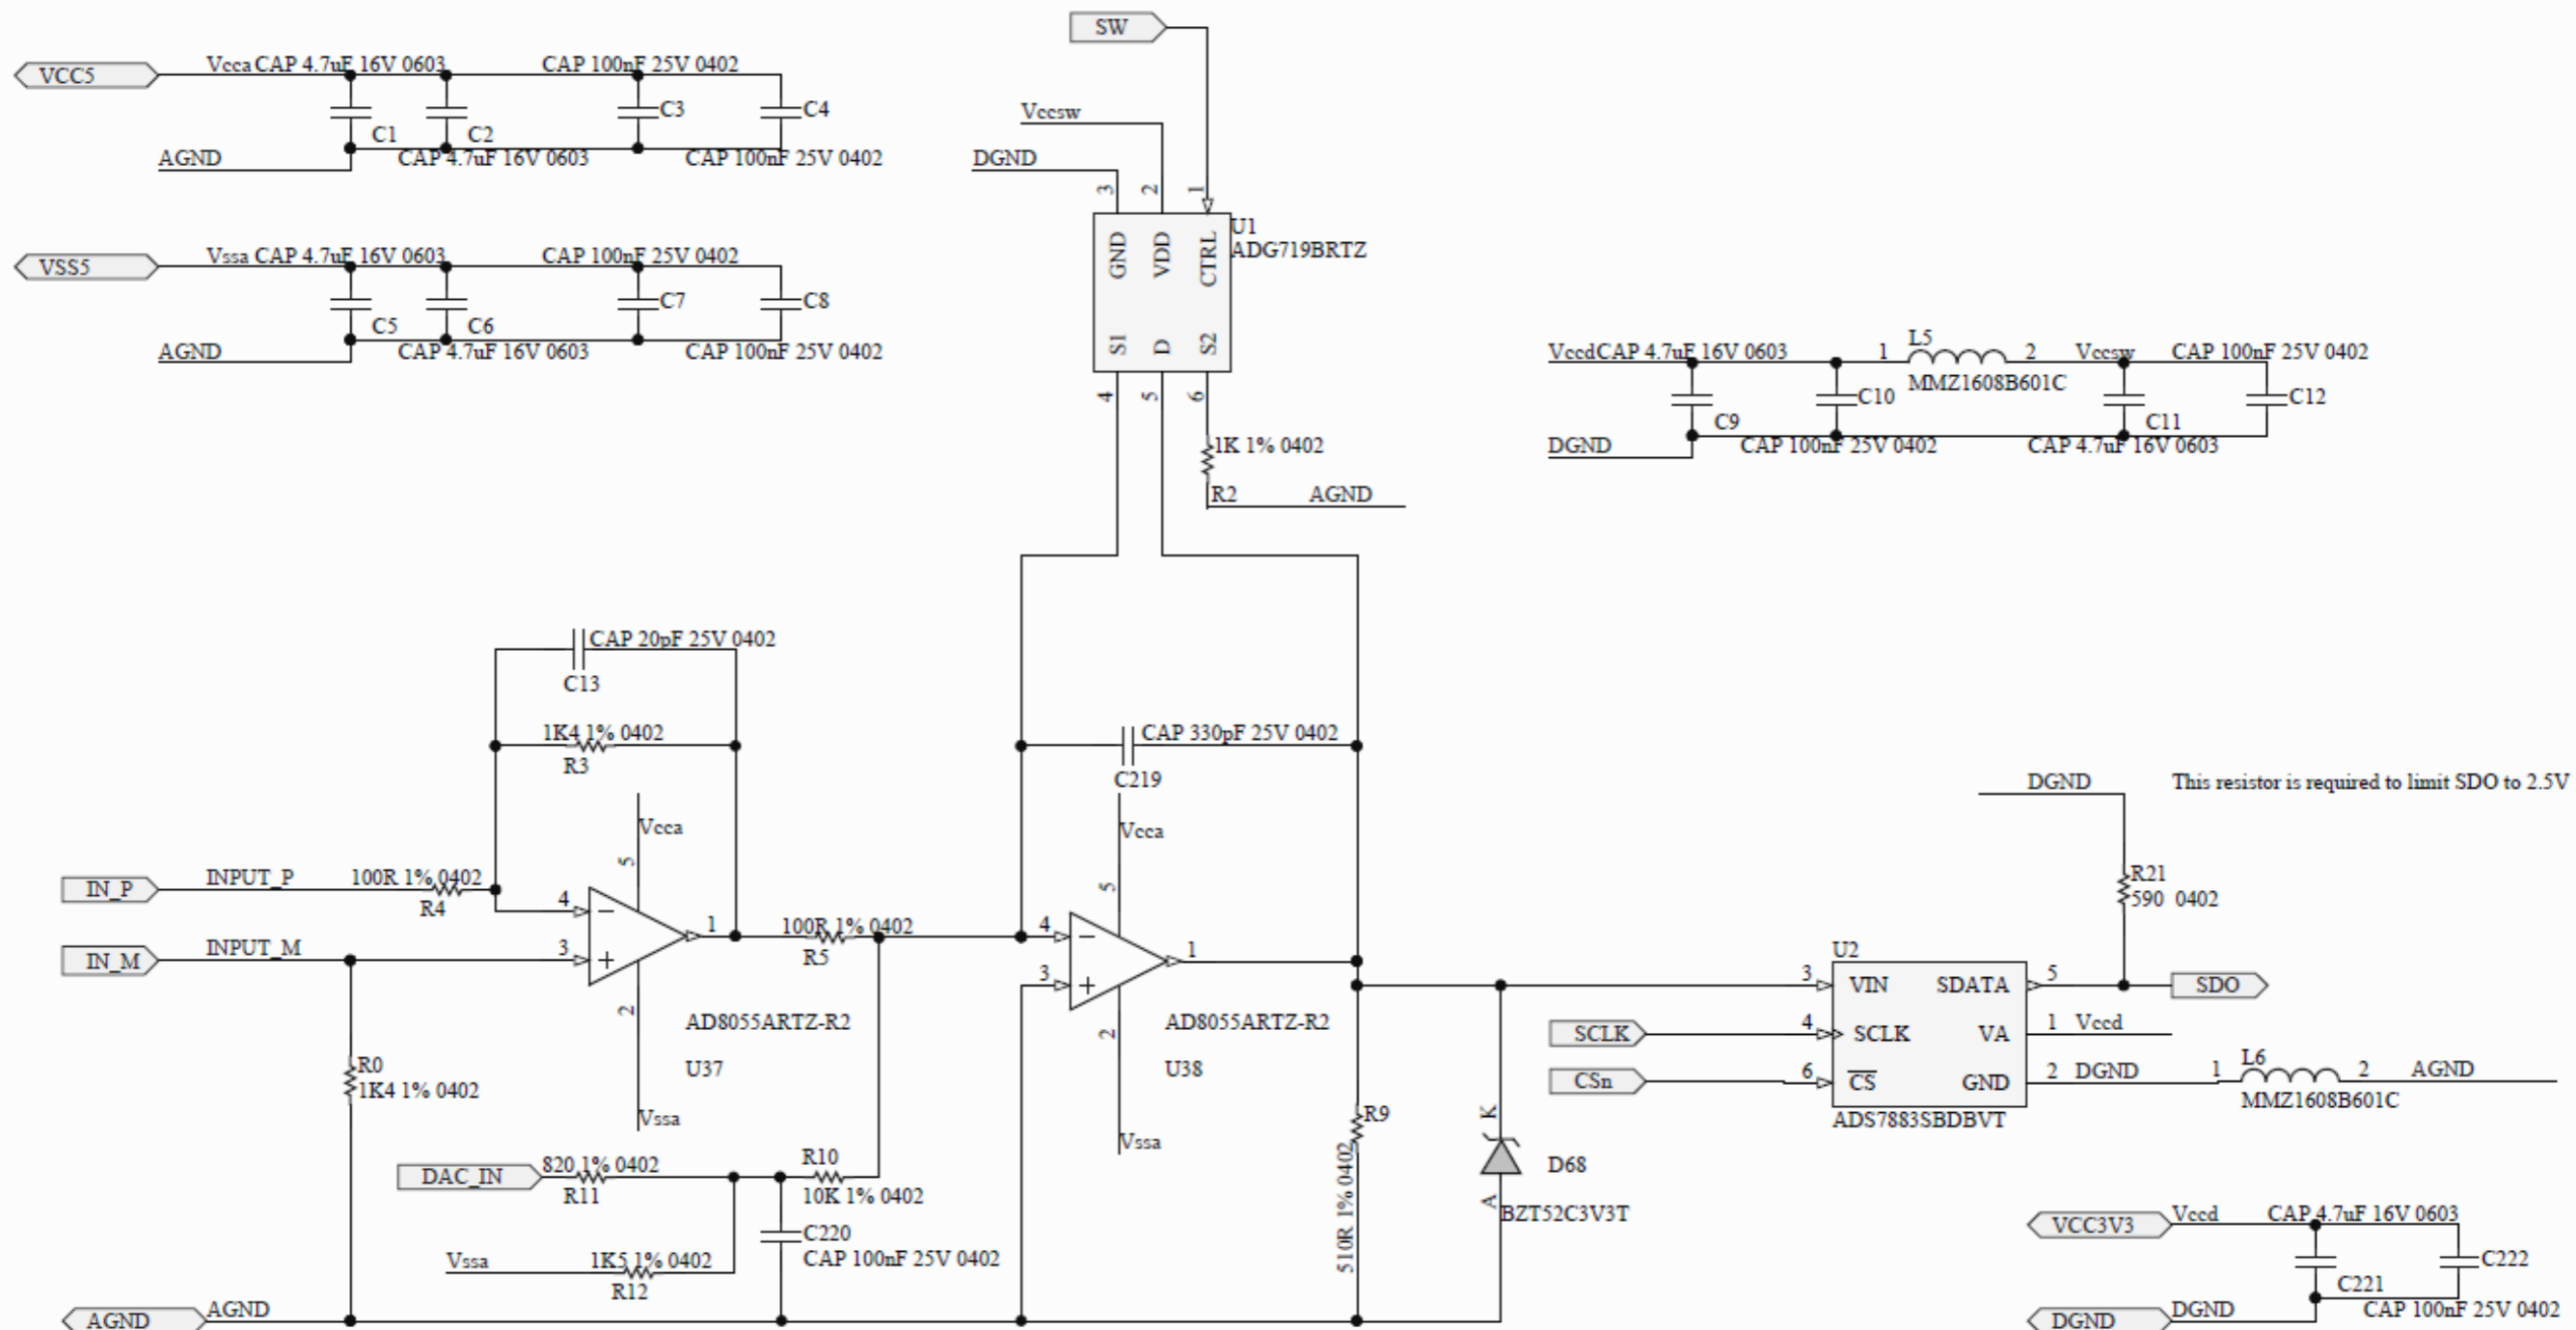 SW
VCC5
Vcca CAP 4.7uF 16V 0603
CAP 100nF 25V 0402
C1
C2
C3
C4
AGND
CAP 4.7uF 16V 0603
CAP 100nF 25V 0402
Vccsw
DGND
3
2
1
U1
ADG719BRTZ
GND
VDD
CTRL
S1
D
S2
4
5
6
VSS5
Vssa CAP 4.7uF 16V 0603
CAP 100nF 25V 0402
C5
C6
C7
C8
AGND
CAP 4.7uF 16V 0603
CAP 100nF 25V 0402
1K 1% 0402
R2
AGND
VccdCAP 4.7uF 16V 0603
1
L5
2
MMZ1608B601C
Vccsw
CAP 100nF 25V 0402
C9
C10
C11
C12
DGND
CAP 100nF 25V 0402
CAP 4.7uF 16V 0603
CAP 20pF 25V 0402
C13
1K4 1% 0402
R3
Vcca
5
IN_P
INPUT_P
100R 1% 0402
R4
4
IN_M
INPUT_M
3
1
2
AD8055ARTZ-R2
U37
Vssa
R0
1K4 1% 0402
100R 1% 0402
R5
CAP 330pF 25V 0402
C219
Vcca
5
4
3
1
2
AD8055ARTZ-R2
U38
Vssa
DAC_IN
820 1% 0402
R11
R10
10K 1% 0402
C220
CAP 100nF 25V 0402
Vssa
1K5 1% 0402
R12
AGND
AGND
R9
510R 1% 0402
K
A
D68
BZT52C3V3T
DGND
This resistor is required to limit SDO to 2.5V
R21
590 0402
U2
3
VIN
SDATA
5
SDO
SCLK
4
SCLK
VA
1
Vccd
CSn
6
CS
GND
2
DGND
1
L6
2
AGND
MMZ1608B601C
ADS7883SBDBVT
VCC3V3
Vccd
CAP 4.7uF 16V 0603
C221
C222
DGND
DGND
CAP 100nF 25V 0402